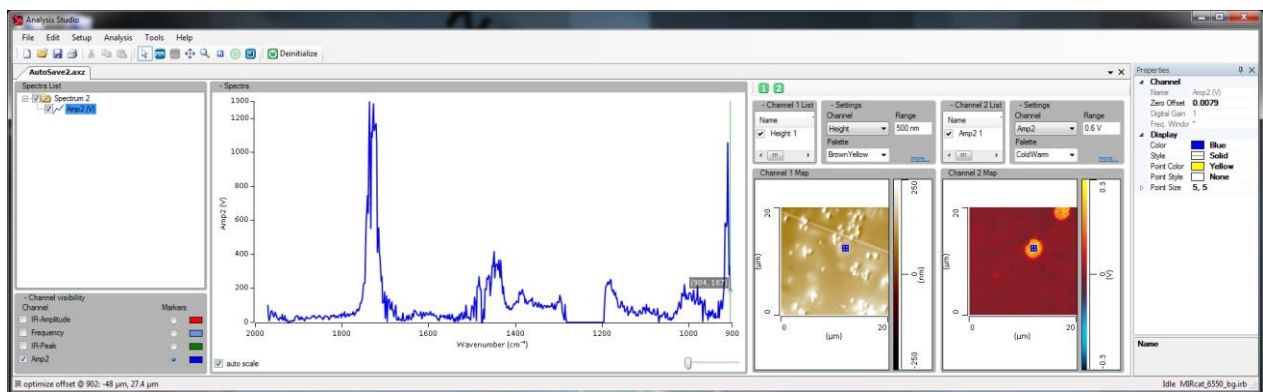 Analysis Studio
File Edit Setup Analysis Tools Help
Deinitialize
AutoSave2.axz
Spectra List
Spectrum 2
Amp2 (V)
- Channel visibility
Channel Markers
IR-Amplitude
Frequency
IR-Peak
Amp2
- Spectra
1300
1200
1000
800
600
400
200
0
Amp2 (V)
(904, 187)
2000 1800 1600 1400 1200 1000 900
Wavenumber (cm⁻¹)
auto scale
1 2
- Channel 1 List
Name
Height 1
- Settings
Channel Range
Height 500 nm
Palette
BrownYellow more...
- Channel 2 List
Name
Amp2 1
- Settings
Channel Range
Amp2 0.6 V
Palette
ColdWarm more...
Channel 1 Map
20
(µm)
0
0 20
(µm)
250
0
(nm)
-250
Channel 2 Map
20
(µm)
0
0 20
(µm)
0.3
0
(V)
-0.3
Properties
Channel
Name Amp2 (V)
Zero Offset 0.0079
Digital Gain 1
Freq. Windo *
Display
Color Blue
Style Solid
Point Color Yellow
Point Style None
Point Size 5, 5
Name
IR optimize offset @ 902: -48 µm, 27.4 µm
Idle MIRcat_6550_bg.irb